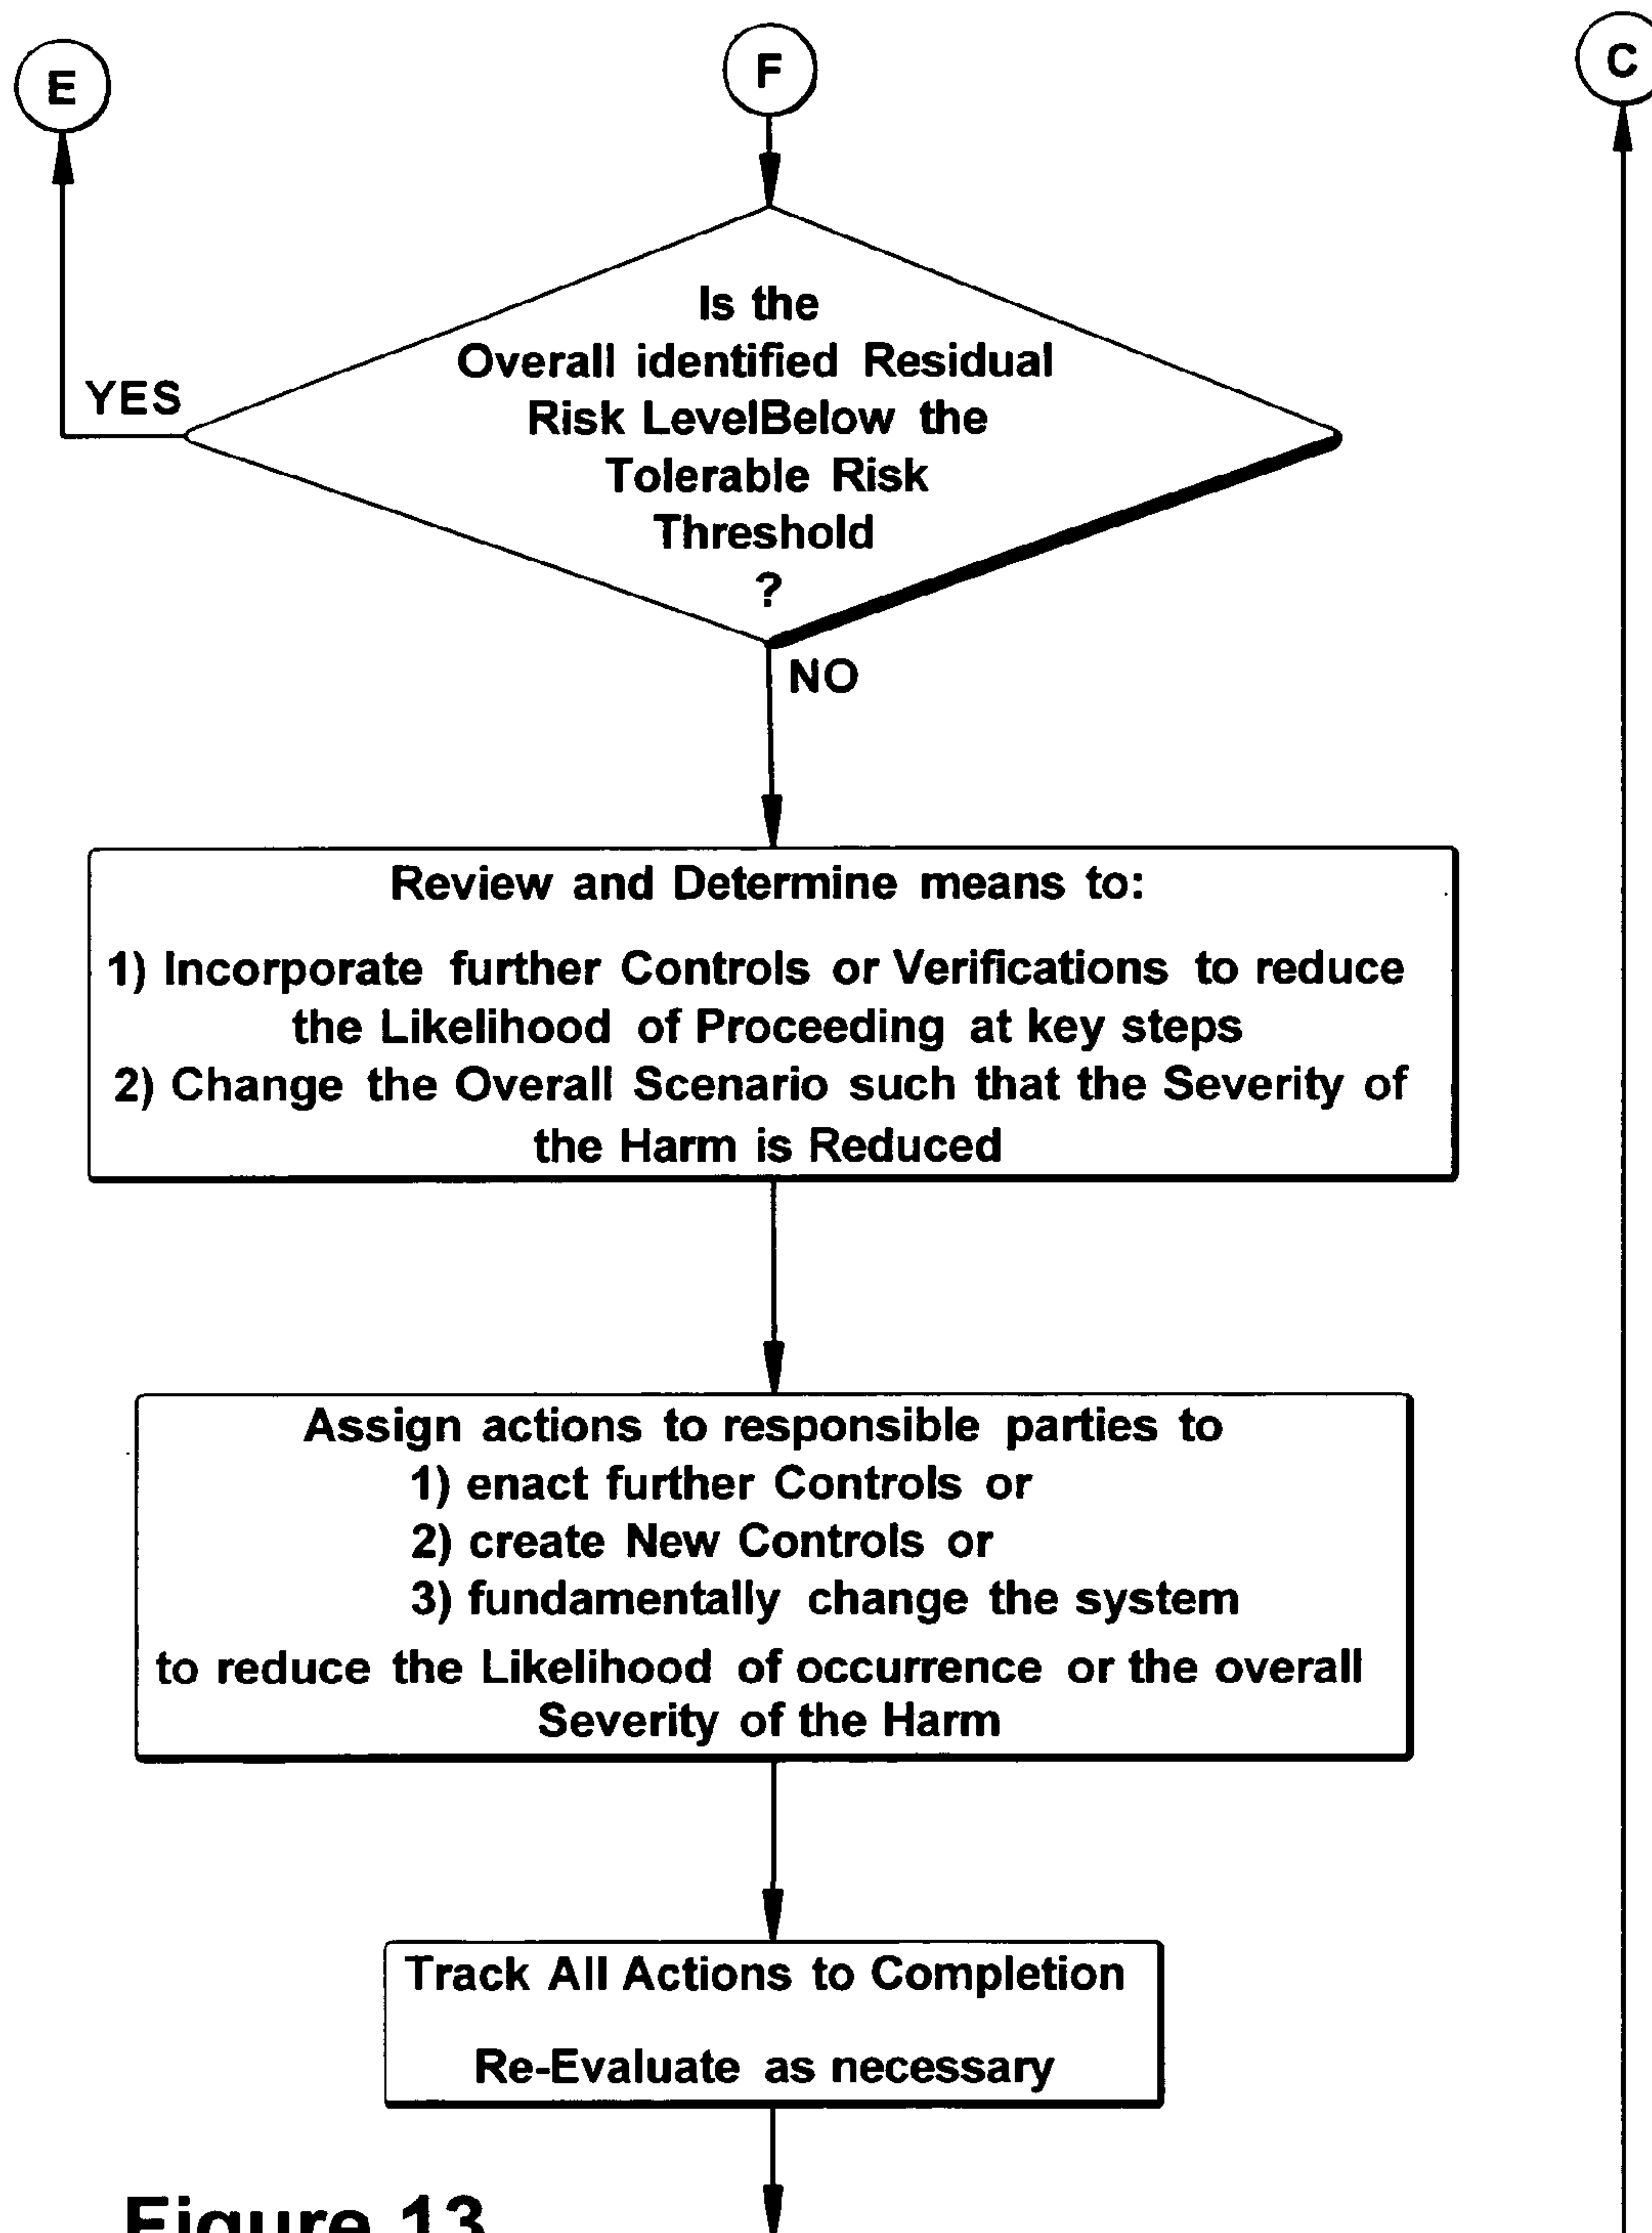 E
F
C
Is the
Overall identified Residual
Risk LevelBelow the
Tolerable Risk
Threshold
?
YES
NO
Review and Determine means to:
1) Incorporate further Controls or Verifications to reduce
the Likelihood of Proceeding at key steps
2) Change the Overall Scenario such that the Severity of
the Harm is Reduced
Assign actions to responsible parties to
1) enact further Controls or
2) create New Controls or
3) fundamentally change the system
to reduce the Likelihood of occurrence or the overall
Severity of the Harm
Track All Actions to Completion
Re-Evaluate as necessary
Figure 13